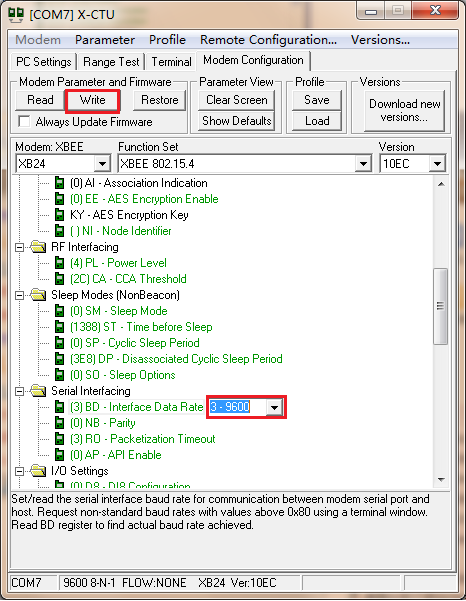 [COM7] X-CTU
Modem Parameter Profile Remote Configuration... Versions...
PC Settings Range Test Terminal Modem Configuration
Modem Parameter and Firmware Parameter View Profile Versions
Read Write Restore Clear Screen Save Download new versions...
Always Update Firmware Show Defaults Load
Modem: XBEE Function Set Version
XB24 XBEE 802.15.4 10EC
(0) AI - Association Indication
(0) EE - AES Encryption Enable
KY - AES Encryption Key
( ) NI - Node Identifier
RF Interfacing
(4) PL - Power Level
(2C) CA - CCA Threshold
Sleep Modes (NonBeacon)
(0) SM - Sleep Mode
(1388) ST - Time before Sleep
(0) SP - Cyclic Sleep Period
(3E8) DP - Disassociated Cyclic Sleep Period
(0) SO - Sleep Options
Serial Interfacing
(3) BD - Interface Data Rate 3 - 9600
(0) NB - Parity
(3) RO - Packetization Timeout
(0) AP - API Enable
I/O Settings
(0) D8 - DI8 Configuration
Set/read the serial interface baud rate for communication between modem serial port and
host. Request non-standard baud rates with values above 0x80 using a terminal window.
Read BD register to find actual baud rate achieved.
COM7 9600 8-N-1 FLOW:NONE XB24 Ver:10EC